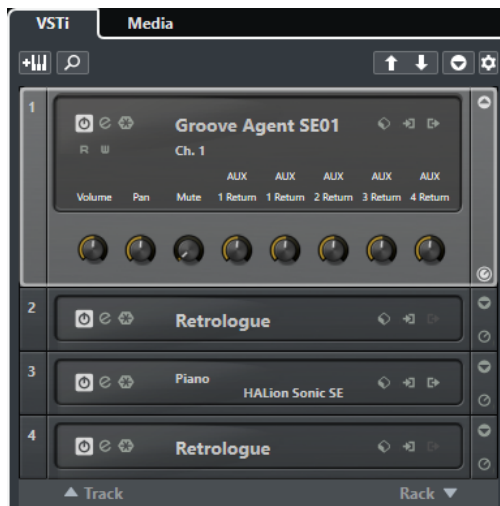 VSTi Media
1
Groove Agent SE01
R W
Ch. 1
AUX AUX AUX AUX AUX
Volume Pan Mute 1 Return 1 Return 2 Return 3 Return 4 Return
2
Retrologue
3
Piano
HALion Sonic SE
4
Retrologue
Track Rack